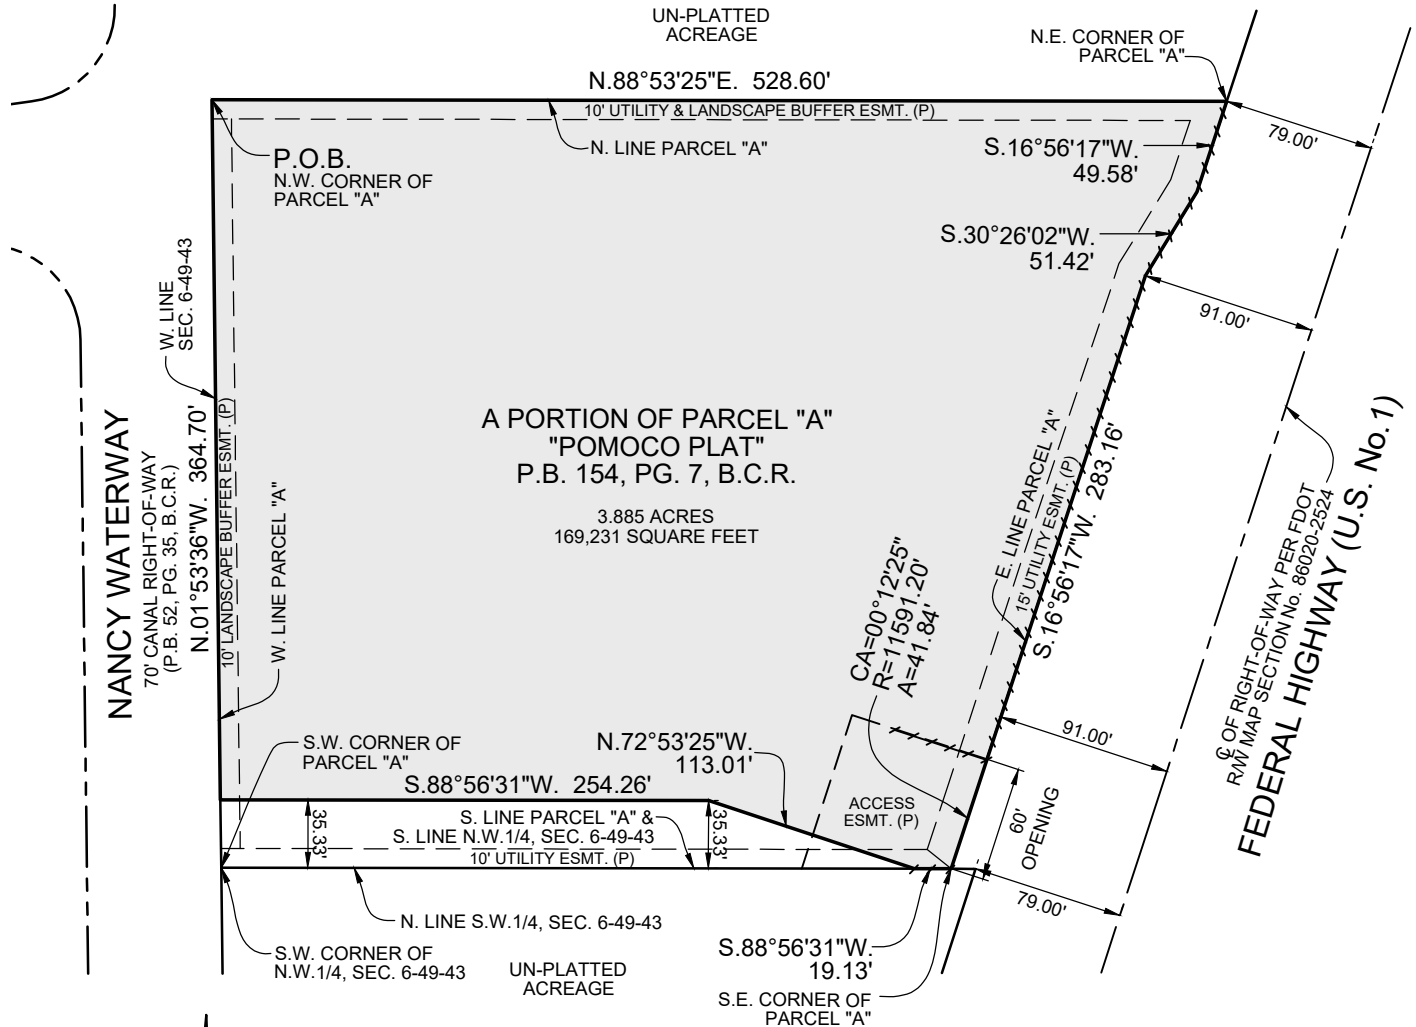 UN-PLATTED
ACREAGE
N.E. CORNER OF
PARCEL "A"
N.88°53'25"E.  528.60'
10' UTILITY & LANDSCAPE BUFFER ESMT. (P)
N. LINE PARCEL "A"
P.O.B.
N.W. CORNER OF
PARCEL "A"
S.16°56'17"W.
49.58'
79.00'
S.30°26'02"W.
51.42'
91.00'
W. LINE
SEC. 6-49-43
NANCY WATERWAY
70' CANAL RIGHT-OF-WAY
(P.B. 52, PG. 35, B.C.R.)
N.01°53'36"W.  364.70'
10' LANDSCAPE BUFFER ESMT. (P)
W. LINE PARCEL "A"
A PORTION OF PARCEL "A"
"POMOCO PLAT"
P.B. 154, PG. 7, B.C.R.
3.885 ACRES
169,231 SQUARE FEET
CA=00°12'25"
R=11591.20'
A=41.84'
E. LINE PARCEL "A"
15' UTILITY ESMT. (P)
S.16°56'17"W.  283.16'
℄ OF RIGHT-OF-WAY PER FDOT
R/W MAP SECTION No. 86020-2524
FEDERAL HIGHWAY (U.S. No. 1)
91.00'
S.W. CORNER OF
PARCEL "A"
N.72°53'25"W.
113.01'
S.88°56'31"W.  254.26'
35.33'
S. LINE PARCEL "A" &
S. LINE N.W.1/4, SEC. 6-49-43
10' UTILITY ESMT. (P)
35.33'
ACCESS
ESMT. (P)
60'
OPENING
79.00'
N. LINE S.W.1/4, SEC. 6-49-43
S.W. CORNER OF
N.W.1/4, SEC. 6-49-43
UN-PLATTED
ACREAGE
S.88°56'31"W.
19.13'
S.E. CORNER OF
PARCEL "A"